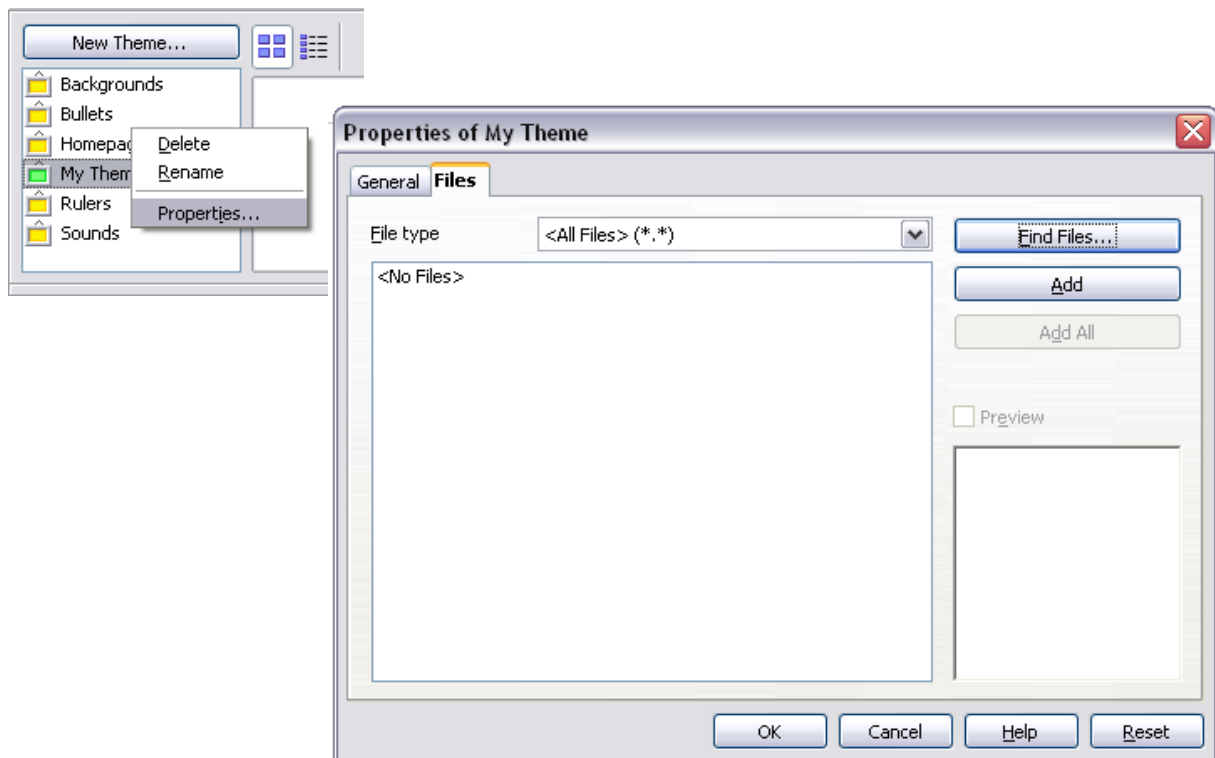 New Theme...
Backgrounds
Bullets
Homepag
My Them
Rulers
Sounds
Delete
Rename
Properties...
Properties of My Theme
General Files
File type <All Files> (*.*) Find Files...
<No Files> Add
Add All
Preview
OK Cancel Help Reset